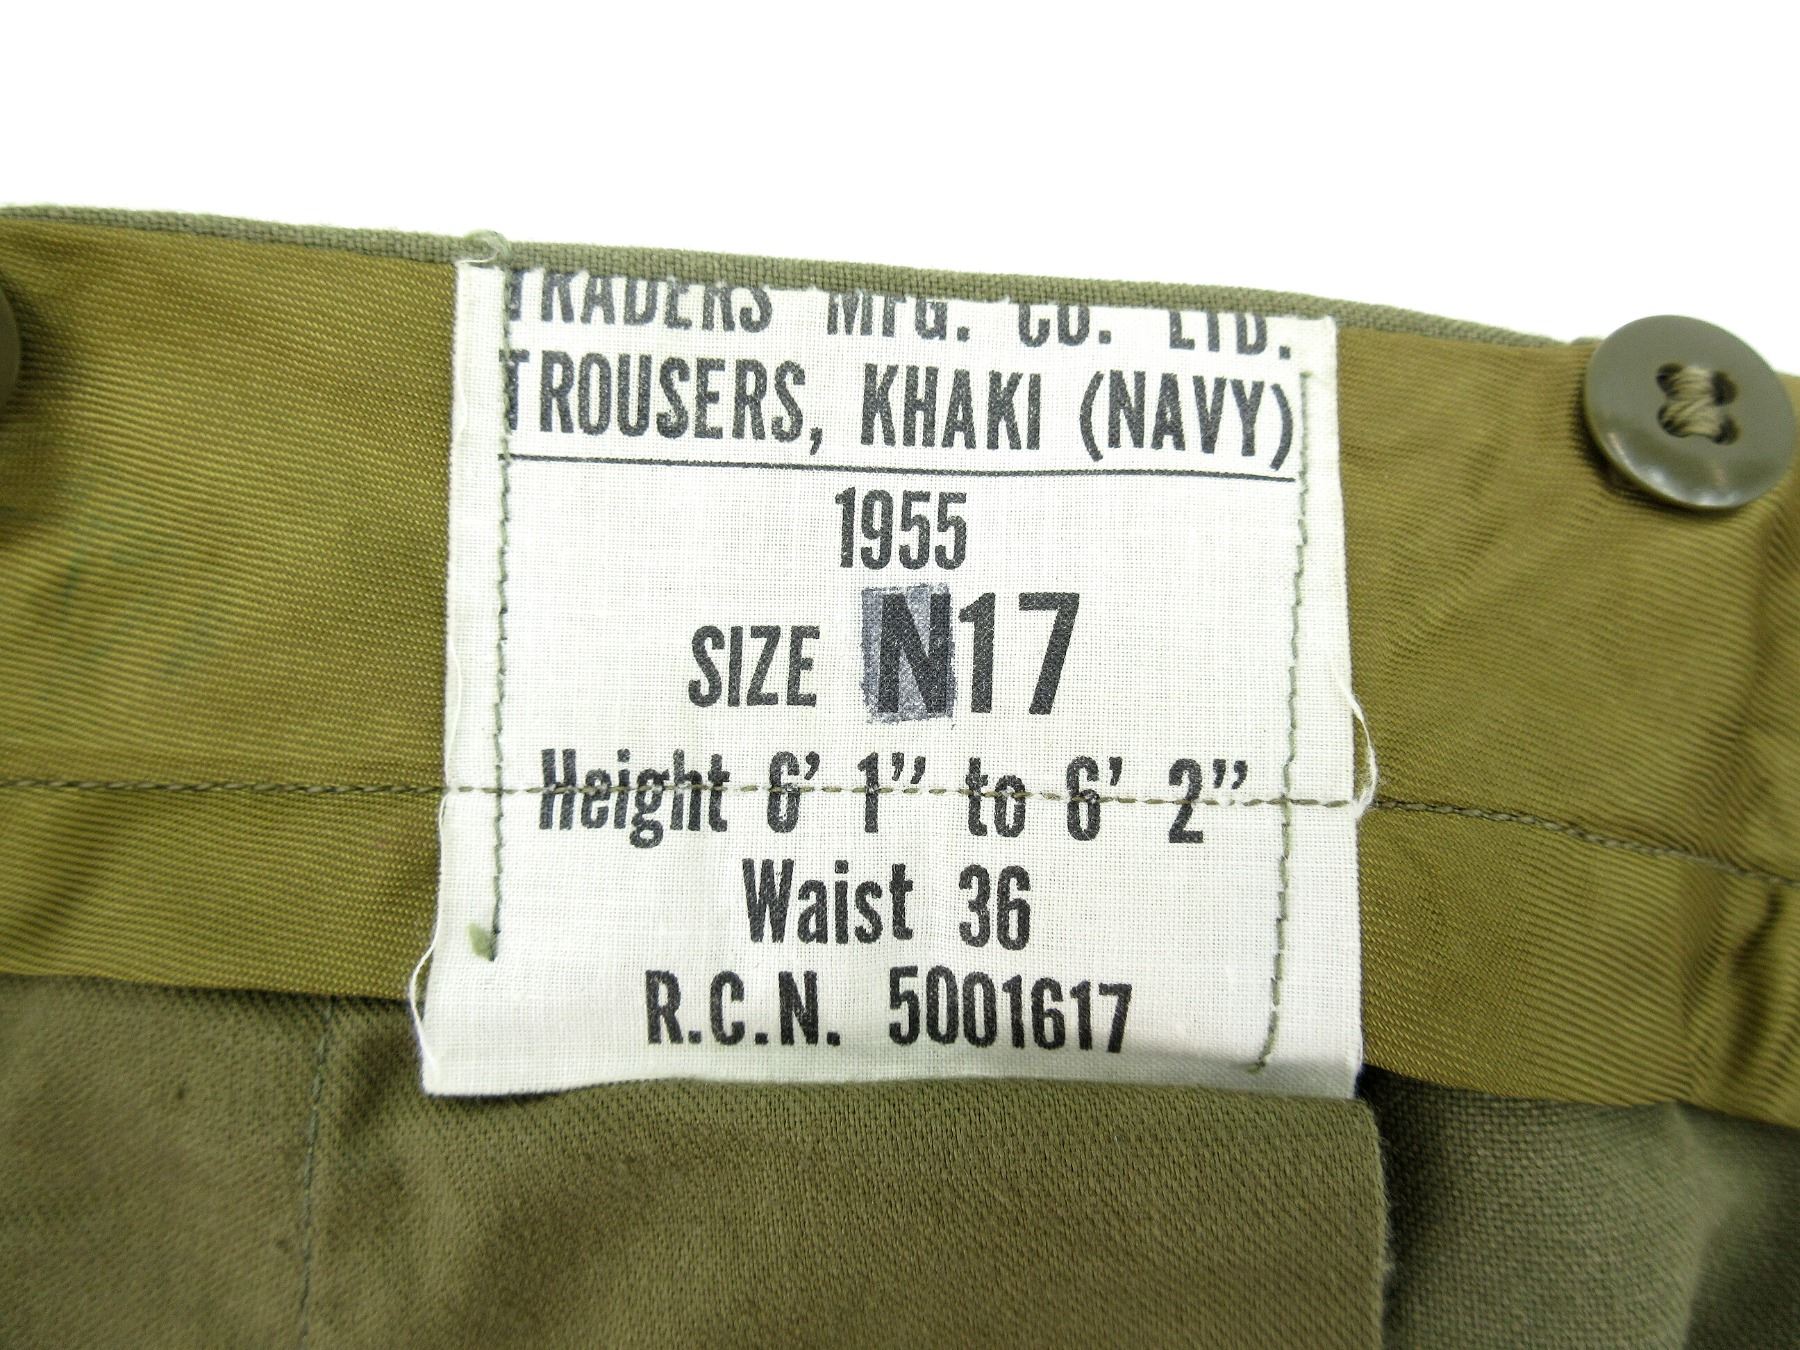 TRADERS MFG. CO. LTD.
TROUSERS, KHAKI (NAVY)
1955
SIZE N17
Height 6' 1” to 6' 2”
Waist 36
R.C.N. 5001617